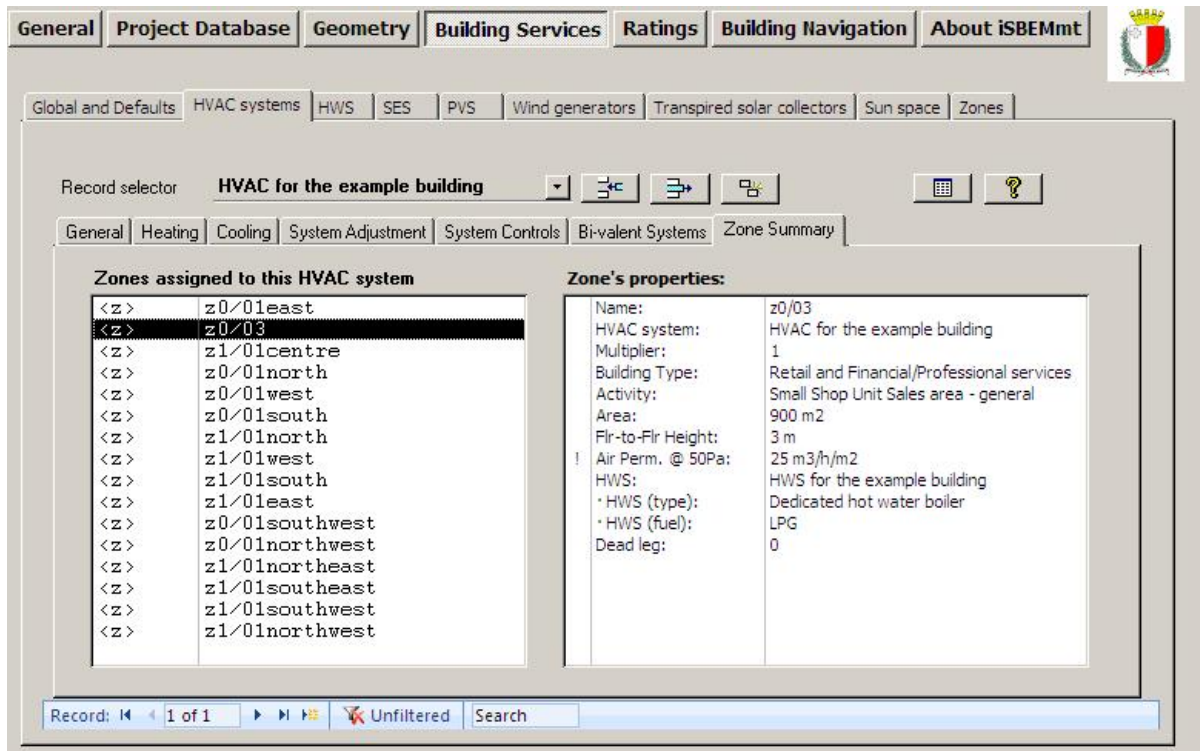 General Project Database Geometry Building Services Ratings Building Navigation About iSBEMmt
Global and Defaults HVAC systems HWS SES PVS Wind generators Transpired solar collectors Sun space Zones
Record selector HVAC for the example building
General Heating Cooling System Adjustment System Controls Bi-valent Systems Zone Summary
Zones assigned to this HVAC system Zone's properties:
<z> z0/01east Name: z0/03
<z> z0/03 HVAC system: HVAC for the example building
<z> z1/01centre Multiplier: 1
<z> z0/01north Building Type: Retail and Financial/Professional services
<z> z0/01west Activity: Small Shop Unit Sales area - general
<z> z0/01south Area: 900 m2
<z> z1/01north Flr-to-Flr Height: 3 m
<z> z1/01west ! Air Perm. @ 50Pa: 25 m3/h/m2
<z> z1/01south HWS: HWS for the example building
<z> z1/01east · HWS (type): Dedicated hot water boiler
<z> z0/01southwest · HWS (fuel): LPG
<z> z0/01northwest Dead leg: 0
<z> z1/01northeast
<z> z1/01southeast
<z> z1/01southwest
<z> z1/01northwest
Record: 1 of 1 Unfiltered Search